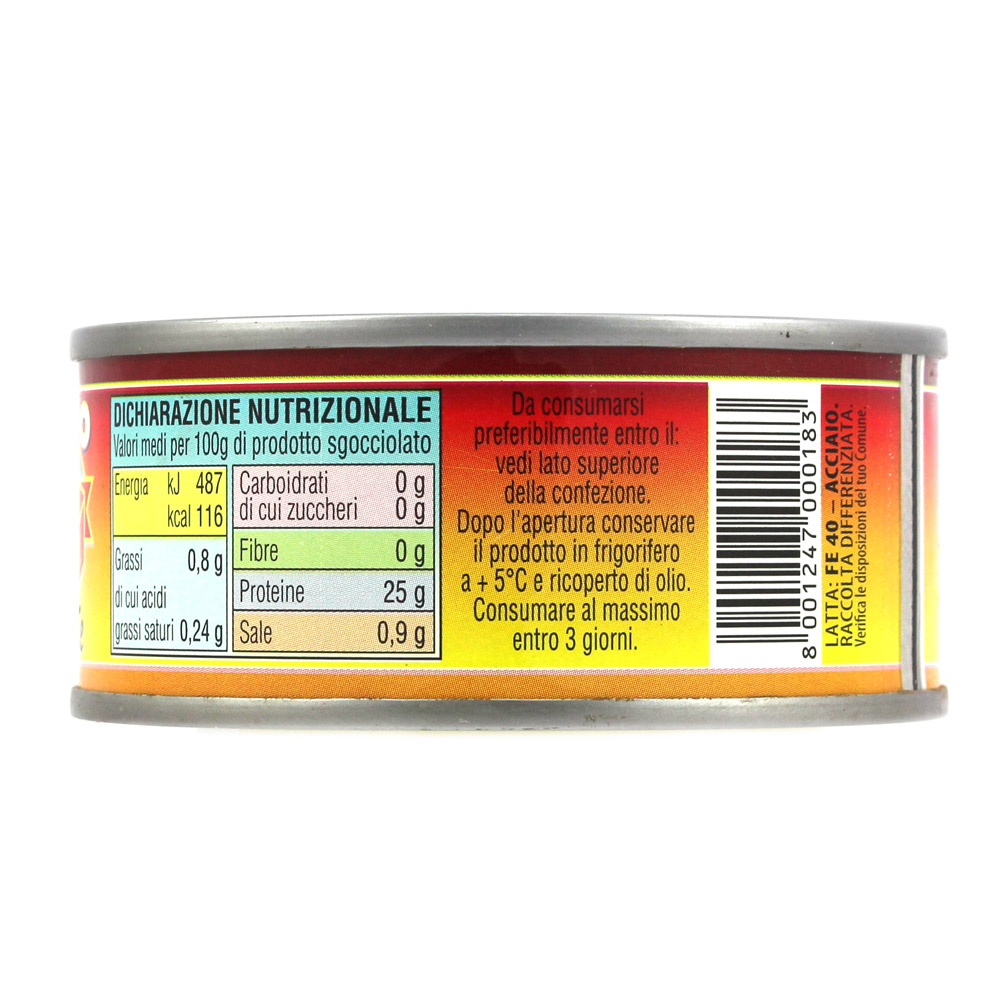 DICHIARAZIONE NUTRIZIONALE
Valori medi per 100g di prodotto sgocciolato
Energia kJ 487
kcal 116
Grassi 0,8 g
di cui acidi
grassi saturi 0,24 g
Carboidrati 0 g
di cui zuccheri 0 g
Fibre 0 g
Proteine 25 g
Sale 0,9 g
Da consumarsi
preferibilmente entro il:
vedi lato superiore
della confezione.
Dopo l'apertura conservare
il prodotto in frigorifero
a + 5°C e ricoperto di olio.
Consumare al massimo
entro 3 giorni.
8 001247 000183
LATTA: FE 40 – ACCIAIO.
RACCOLTA DIFFERENZIATA.
Verifica le disposizioni del tuo Comune.